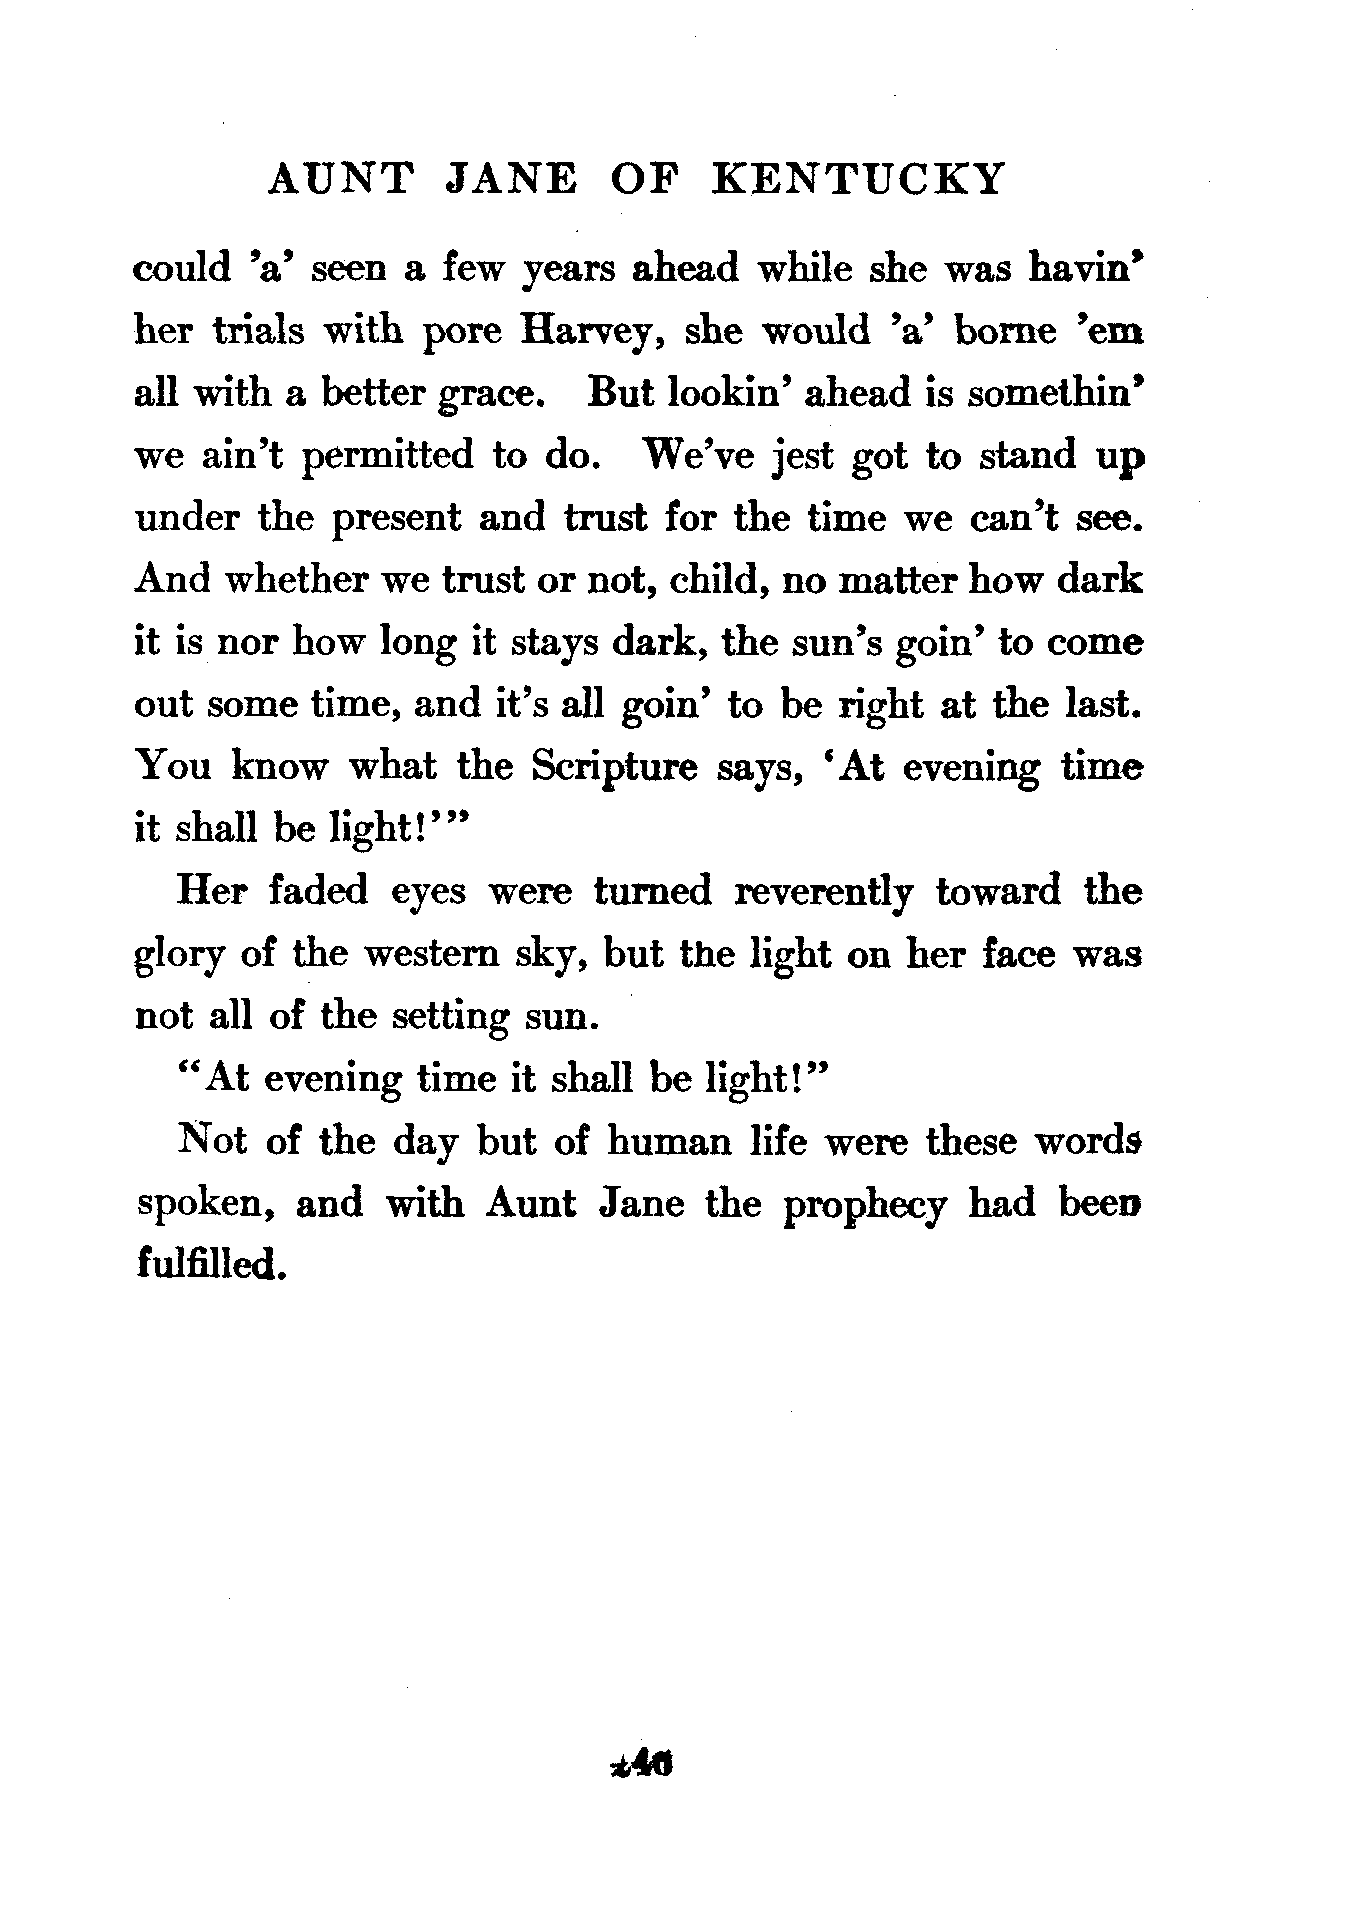 AUNT JANE OF KENTUCKY
could ’a’ seen a few years ahead while she was havin’
her trials with pore Harvey, she would ’a’ borne ’em
all with a better grace. But lookin’ ahead is somethin’
we ain’t permitted to do. We’ve jest got to stand up
under the present and trust for the time we can’t see.
And whether we trust or not, child, no matter how dark
it is nor how long it stays dark, the sun’s goin’ to come
out some time, and it’s all goin’ to be right at the last.
You know what the Scripture says, ‘At evening time
it shall be light!’”
Her faded eyes were turned reverently toward the
glory of the western sky, but the light on her face was
not all of the setting sun.
“At evening time it shall be light!”
Not of the day but of human life were these words
spoken, and with Aunt Jane the prophecy had been
fulfilled.